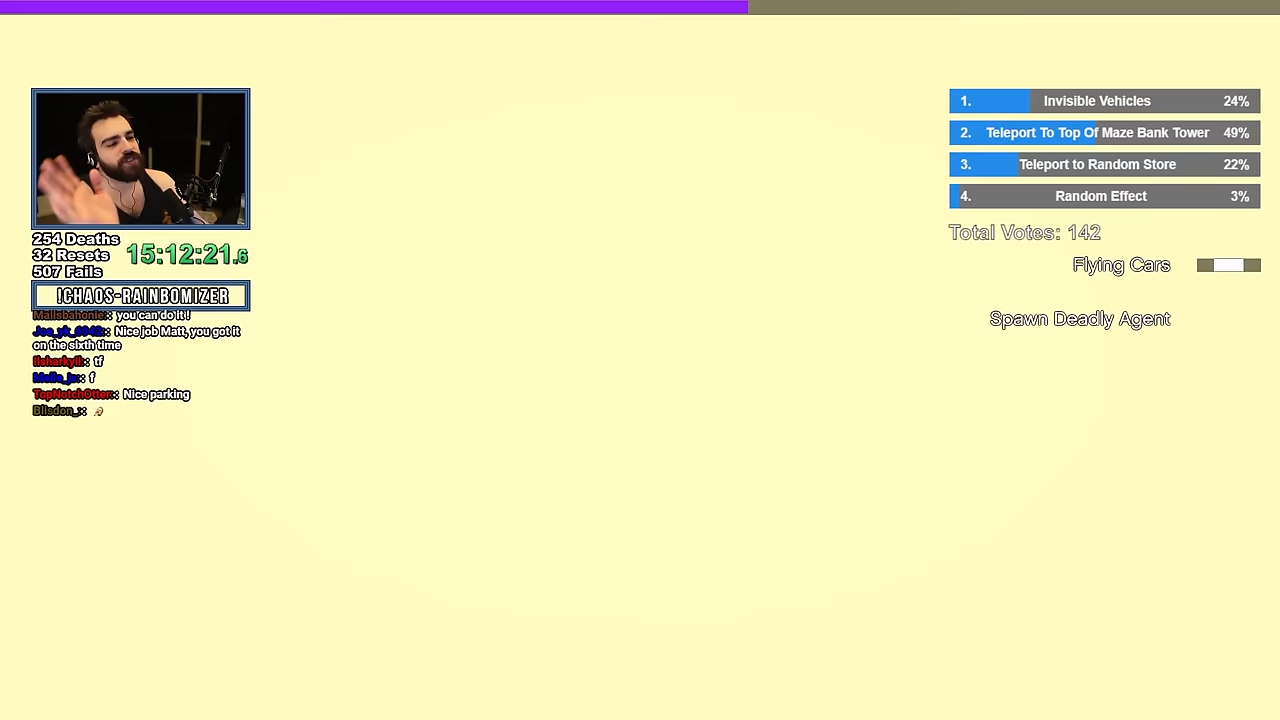 1. Invisible Vehicles 24%
2. Teleport To Top Of Maze Bank Tower 49%
3. Teleport to Random Store 22%
4. Random Effect 3%
Total Votes: 142
Flying Cars
Spawn Deadly Agent
254 Deaths
32 Resets
507 Fails
15:12:21.6
!CHAOS-RAINBOMIZER
: you can do it !
: Nice job Matt, you got it
on the sixth time
: tf
: f
TopNotchOtter: Nice parking
Blisdon_: